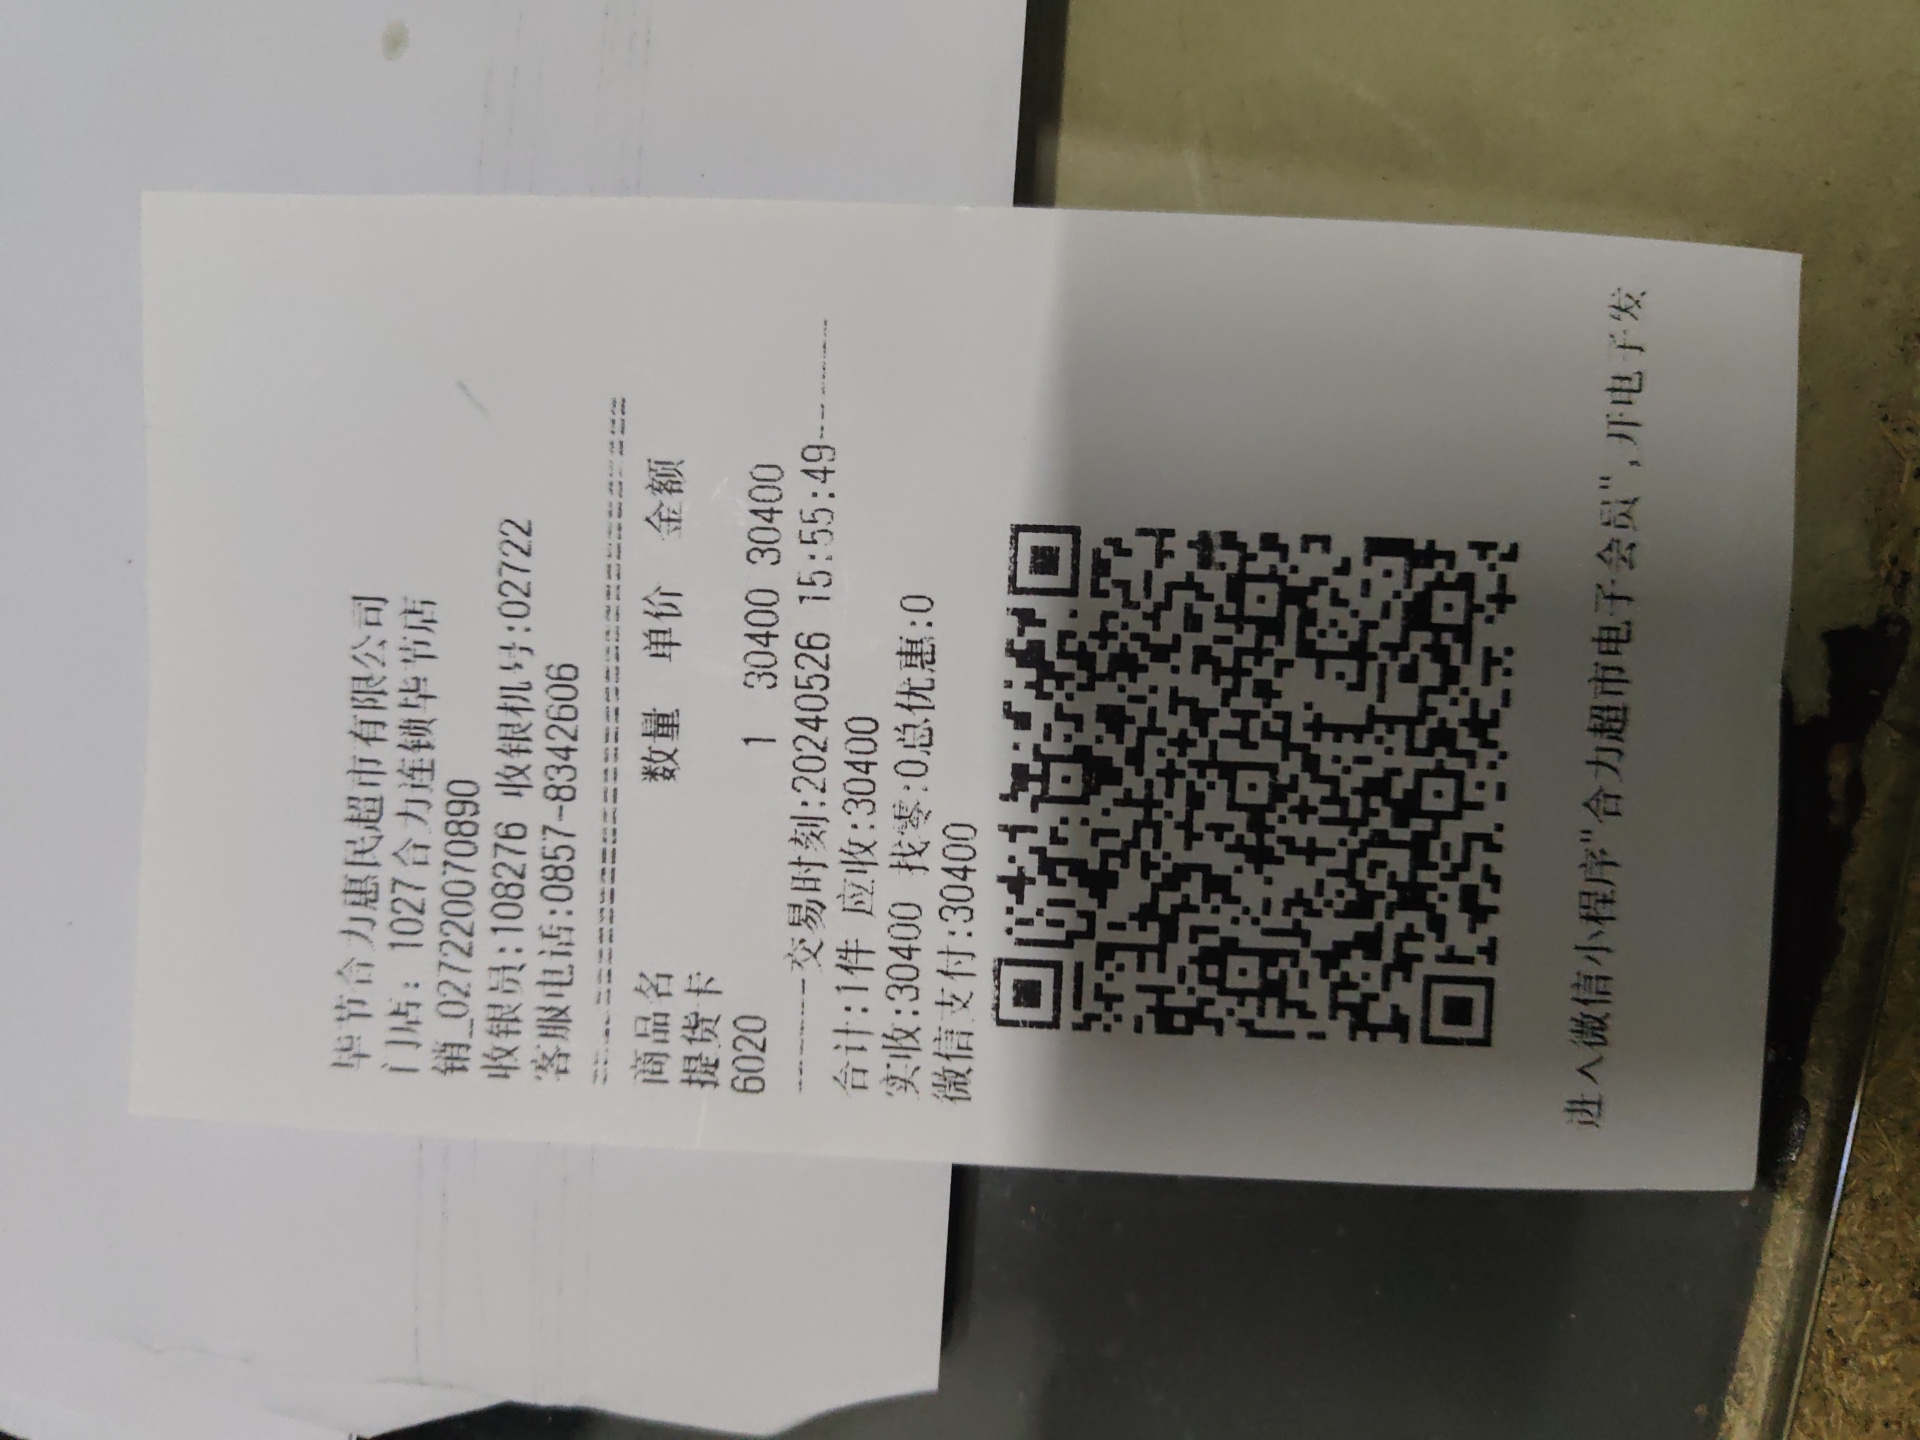 毕节合力惠民超市有限公司
门店: 1027合力连锁毕节店
销_0272220070890
收银员:108276 收银机号:02722
客服电话:0857-8342606
商品名 数量 单价 金额
提货卡
6020 1 30400 30400
------交易时刻:20240526 15:55:49------
合计:1件 应收:30400
实收:30400 找零:0总优惠:0
微信支付:30400
进入微信小程序"合力超市电子会员",开电子发